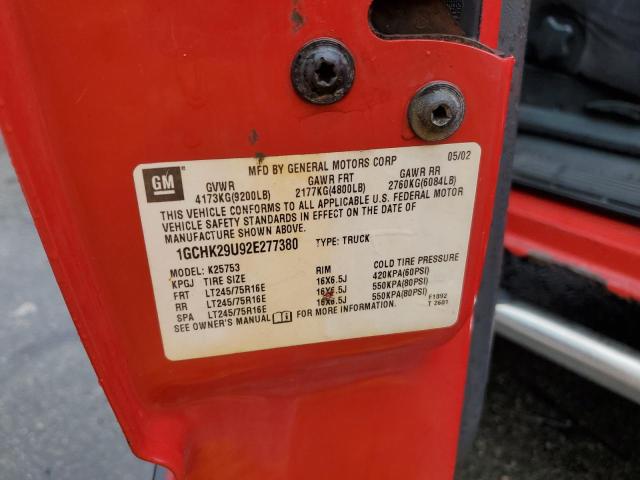 MFD BY GENERAL MOTORS CORP 05/02
GM GVWR GAWR FRT GAWR RR
4173KG(9200LB) 2177KG(4800LB) 2760KG(6084LB)
THIS VEHICLE CONFORMS TO ALL APPLICABLE U.S. FEDERAL MOTOR
VEHICLE SAFETY STANDARDS IN EFFECT ON THE DATE OF
MANUFACTURE SHOWN ABOVE.
1GCHK29U92E277380 TYPE: TRUCK
MODEL: K25753
KPGJ TIRE SIZE RIM COLD TIRE PRESSURE
FRT LT245/75R16E 16X6.5J 420KPA(60PSI)
RR LT245/75R16E 16X6.5J 550KPA(80PSI)
SPA LT245/75R16E 16X6.5J 550KPA(80PSI)
SEE OWNER'S MANUAL FOR MORE INFORMATION.
F1092
T 2601